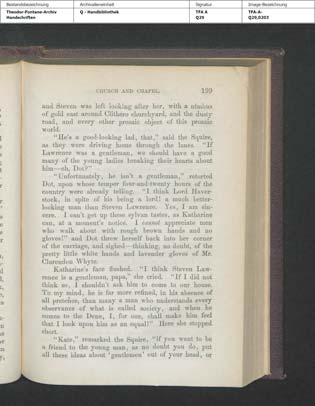 Bestandsbezeichnung Archivalieneinheit Signatur Image-Bezeichnung
Theodor-Fontane-Archiv Q - Handbibliothek TFA A TFA-A-
Handschriften Q29 Q29,0203
CHURCH AND CHAPEL. 199
and Steven was left looking after her, with a nimbus
of gold east around Clithero churchyard, and the dusty
road, and every other prosaic object of this prosaic
world.
"He's a good-looking lad, that," said the Squire,
as they were driving home through the lanes. "If
Lawrence was a gentleman, we should have a good
many of the young ladies breaking their hearts about
him—eh, Dot?"
"Unfortunately, he isn't a gentleman," retorted
Dot, upon whose temper four-and-twenty hours of the
country were already telling. "I think Lord Haver-
stock, in spite of his being a lord! a much better-
looking man than Steven Lawrence. Yes, I am sin-
cere. I can't get up these sylvan tastes, as Katharine
can, at a moment's notice. I cannot appreciate men
who walk about with rough brown hands and no
gloves!" and Dot threw herself back into her corner
of the carriage, and sighed—thinking, no doubt, of the
pretty little white hands and lavender gloves of Mr.
Clarendon Whyte.
Katharine's face flushed. "I think Steven Law-
rence is a gentleman, papa," she cried. "If I did not
think so, I shouldn't ask him to come to our house.
To my mind, he is far more refined, in his absence of
all pretence, than many a man who understands every
observance of what is called society, and when he
comes to the Dene, I, for one, shall make him feel
that I look upon him as an equal!" Here she stopped
short.
"Kate," remarked the Squire, "if you want to be
a friend to the young man, as no doubt you do, put
all these ideas about 'gentlemen' out of your head, or